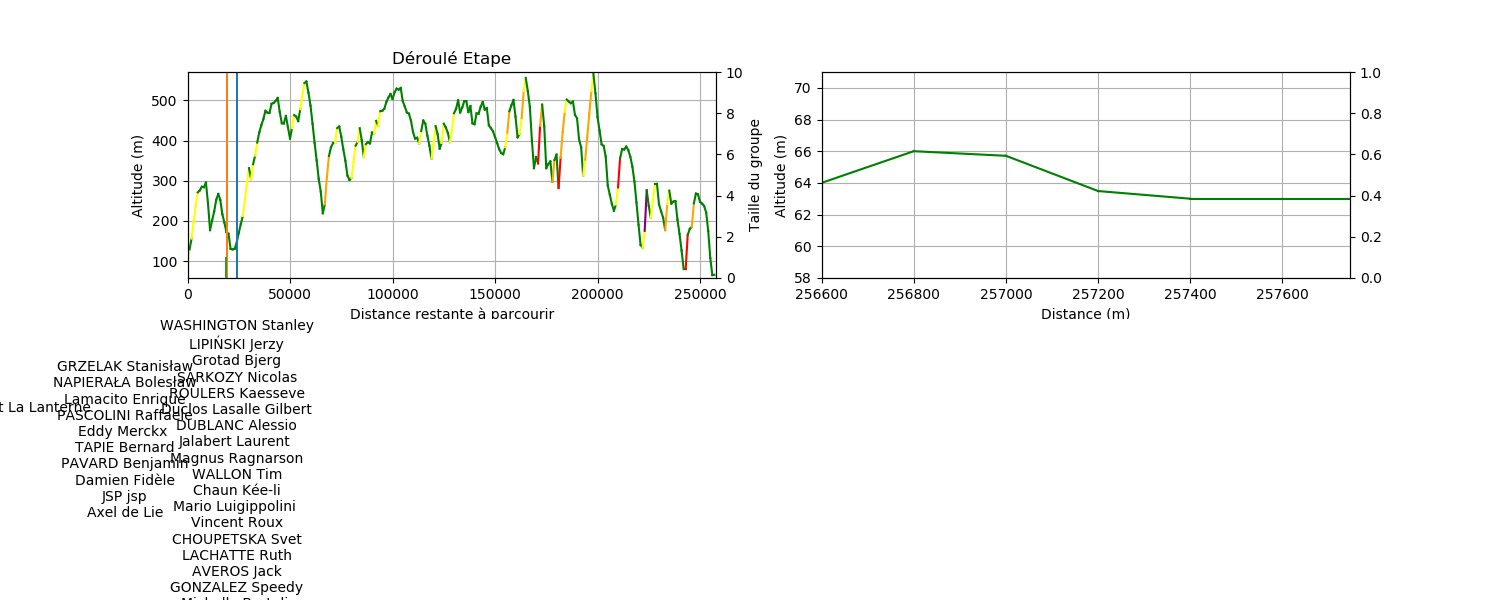 Déroulé Etape
500
400
300
200
100
Altitude (m)
10
8
6
4
2
0
Taille du groupe
0
50000
100000
150000
200000
250000
Distance restante à parcourir
70
68
66
64
62
60
58
Altitude (m)
1.0
0.8
0.6
0.4
0.2
0.0
256600
256800
257000
257200
257400
257600
Distance (m)
t La Lanterne
GRZELAK Stanisław
NAPIERAŁA Bolesław
Lamacito Enrique
PASCOLINI Raffaele
Eddy Merckx
TAPIE Bernard
PAVARD Benjamin
Damien Fidèle
JSP jsp
Axel de Lie
WASHINGTON Stanley
LIPIŃSKI Jerzy
Grotad Bjerg
SARKOZY Nicolas
ROULERS Kaesseve
Duclos Lasalle Gilbert
DUBLANC Alessio
Jalabert Laurent
Magnus Ragnarson
WALLON Tim
Chaun Kée-li
Mario Luigippolini
Vincent Roux
CHOUPETSKA Svet
LACHATTE Ruth
AVEROS Jack
GONZALEZ Speedy